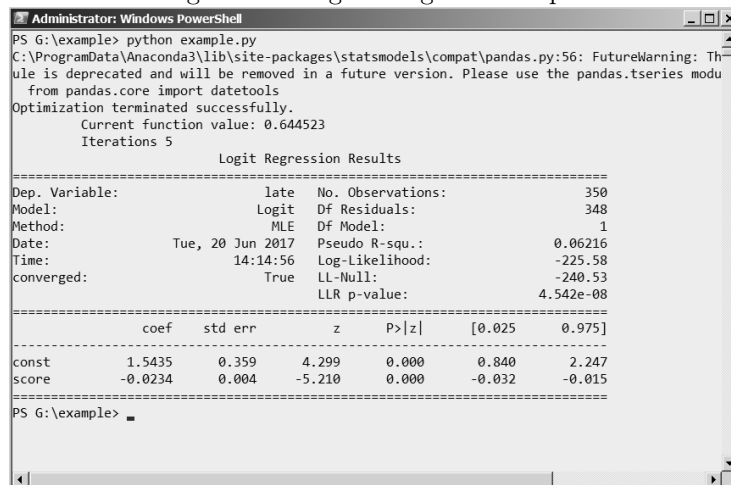 Administrator: Windows PowerShell
PS G:\example> python example.py
C:\ProgramData\Anaconda3\lib\site-packages\statsmodels\compat\pandas.py:56: FutureWarning: Th
ule is deprecated and will be removed in a future version. Please use the pandas.tseries modu
  from pandas.core import datetools
Optimization terminated successfully.
         Current function value: 0.644523
         Iterations 5
                           Logit Regression Results
==============================================================================
Dep. Variable:                   late   No. Observations:                  350
Model:                          Logit   Df Residuals:                      348
Method:                           MLE   Df Model:                            1
Date:                Tue, 20 Jun 2017   Pseudo R-squ.:                 0.06216
Time:                        14:14:56   Log-Likelihood:                -225.58
converged:                       True   LL-Null:                       -240.53
                                        LLR p-value:                 4.542e-08
==============================================================================
                 coef    std err          z      P>|z|      [0.025      0.975]
------------------------------------------------------------------------------
const          1.5435      0.359      4.299      0.000       0.840       2.247
score         -0.0234      0.004     -5.210      0.000      -0.032      -0.015
==============================================================================
PS G:\example>